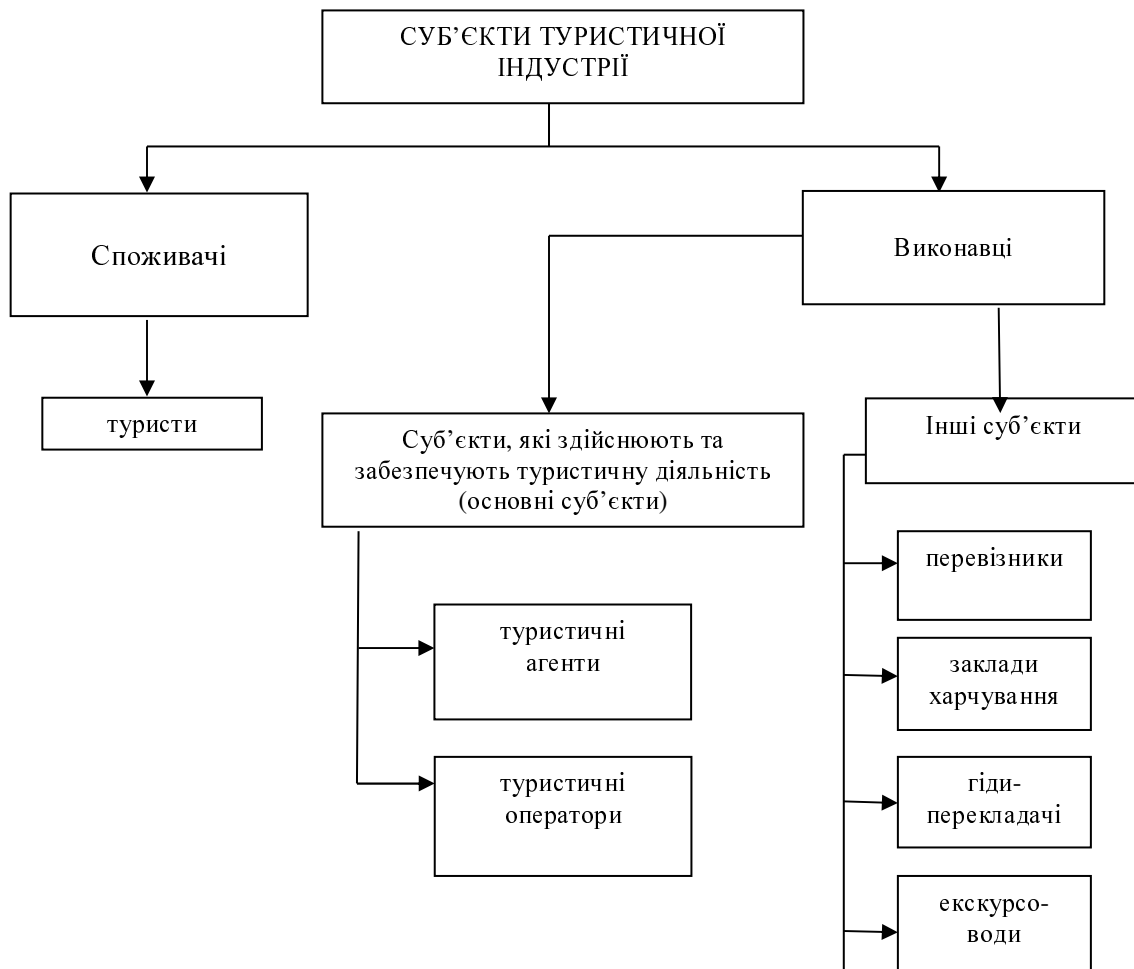 СУБ’ЄКТИ ТУРИСТИЧНОЇ
ІНДУСТРІЇ
Споживачі
Виконавці
туристи
Суб’єкти, які здійснюють та
забезпечують туристичну діяльність
(основні суб’єкти)
Інші суб’єкти
туристичні
агенти
туристичні
оператори
перевізники
заклади
харчування
гіди-
перекладачі
екскурсо-
води